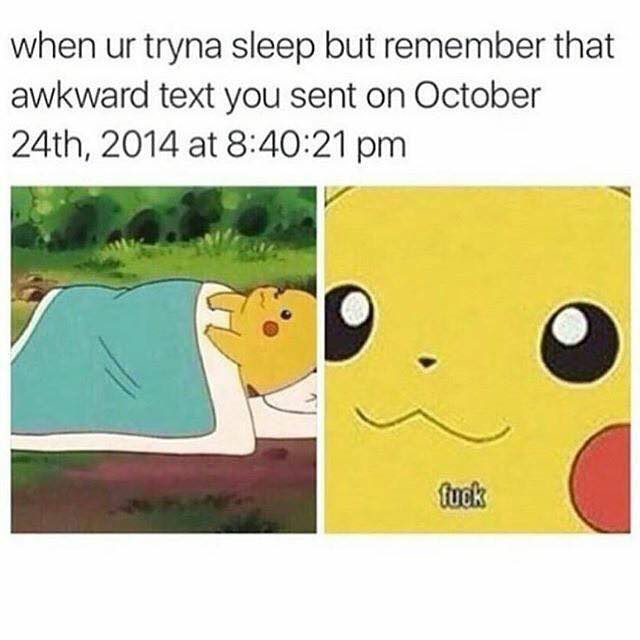 when ur tryna sleep but remember that
awkward text you sent on October
24th, 2014 at 8:40:21 pm
fuck